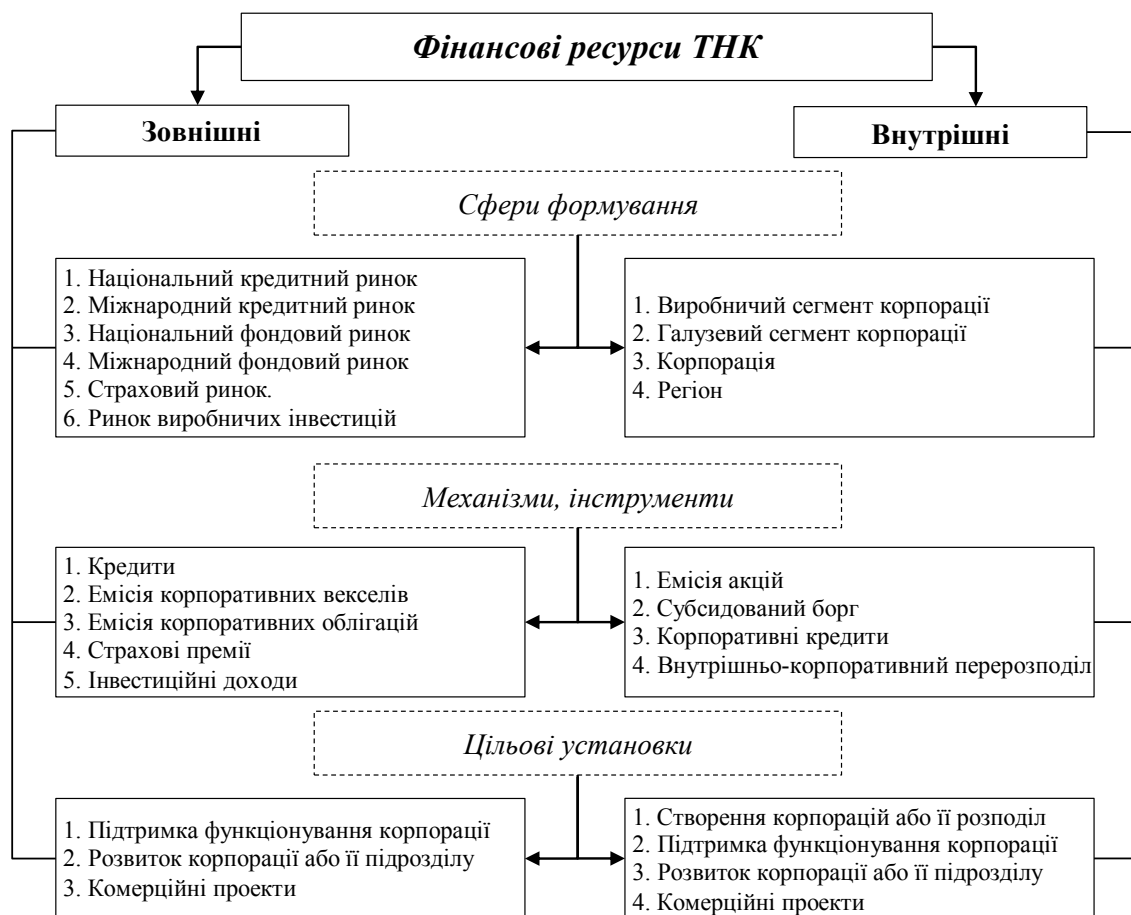 Фінансові ресурси ТНК
Зовнішні
Внутрішні
Сфери формування
1. Національний кредитний ринок
2. Міжнародний кредитний ринок
3. Національний фондовий ринок
4. Міжнародний фондовий ринок
5. Страховий ринок.
6. Ринок виробничих інвестицій
1. Виробничий сегмент корпорації
2. Галузевий сегмент корпорації
3. Корпорація
4. Регіон
Механізми, інструменти
1. Кредити
2. Емісія корпоративних векселів
3. Емісія корпоративних облігацій
4. Страхові премії
5. Інвестиційні доходи
1. Емісія акцій
2. Субсидований борг
3. Корпоративні кредити
4. Внутрішньо-корпоративний перерозподіл
Цільові установки
1. Підтримка функціонування корпорації
2. Розвиток корпорації або її підрозділу
3. Комерційні проекти
1. Створення корпорацій або її розподіл
2. Підтримка функціонування корпорації
3. Розвиток корпорації або її підрозділу
4. Комерційні проекти